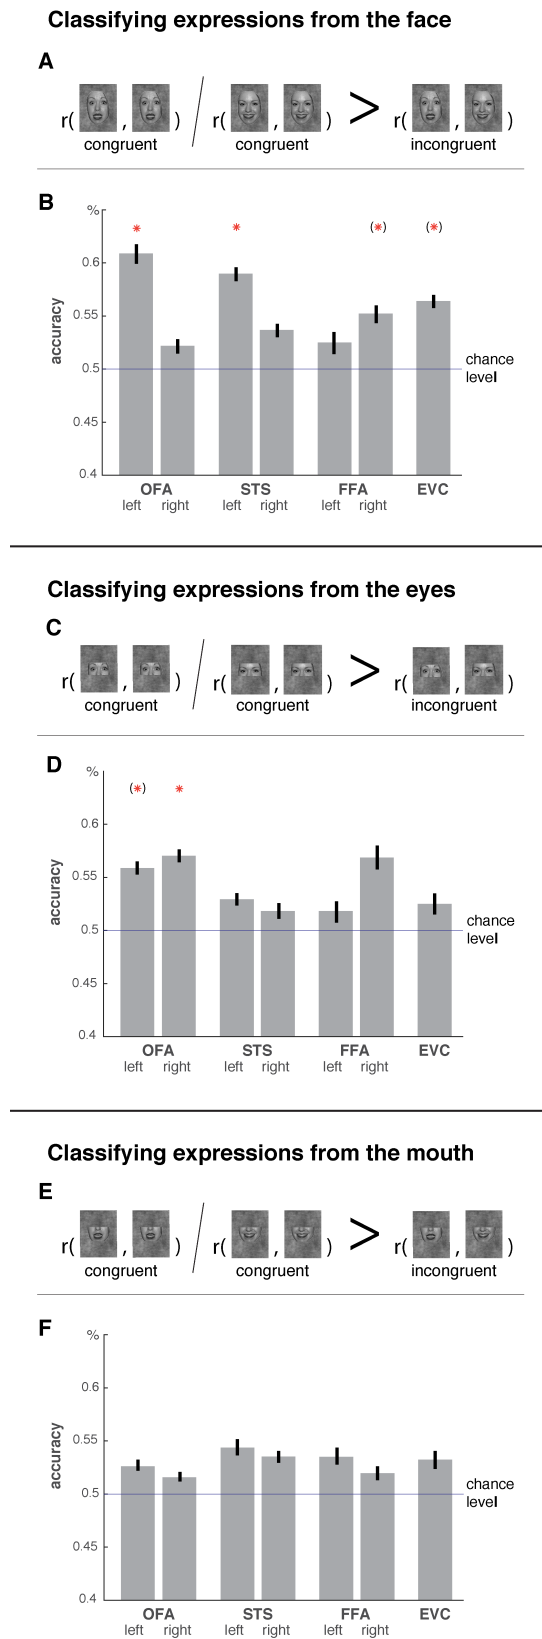 Classifying expressions from the face
A
r( , ) / r( , ) > r( , )
congruent congruent incongruent
B
%
* * (*) (*)
0.6
0.55
0.5
0.45
0.4
accuracy
chance
level
OFA STS FFA EVC
left right left right left right
Classifying expressions from the eyes
C
r( , ) / r( , ) > r( , )
congruent congruent incongruent
D
%
(*) *
0.6
0.55
0.5
0.45
0.4
accuracy
chance
level
OFA STS FFA EVC
left right left right left right
Classifying expressions from the mouth
E
r( , ) / r( , ) > r( , )
congruent congruent incongruent
F
%
0.6
0.55
0.5
0.45
0.4
accuracy
chance
level
OFA STS FFA EVC
left right left right left right